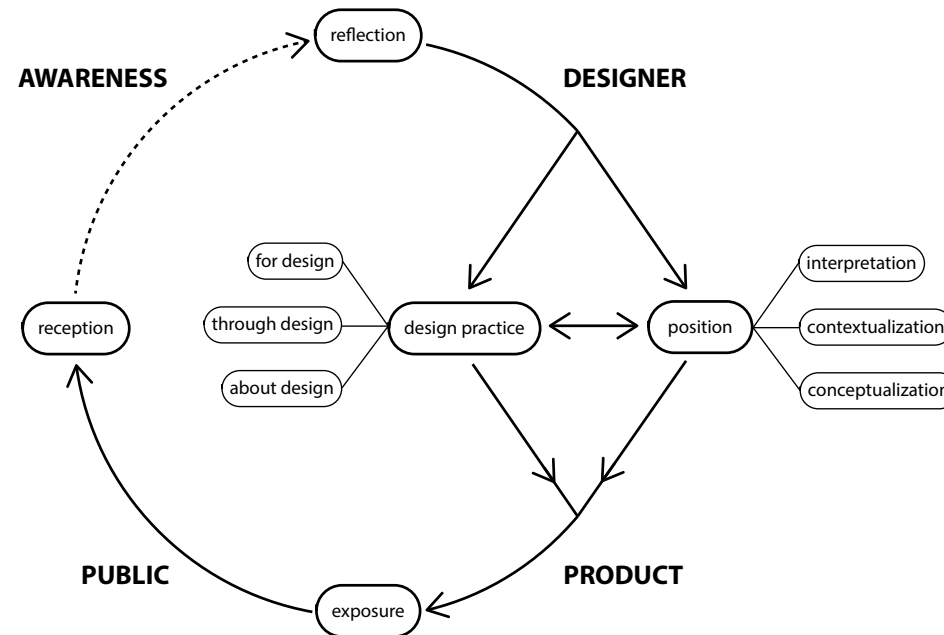 reflection
AWARENESS
DESIGNER
for design
interpretation
reception
through design
design practice
position
contextualization
about design
conceptualization
PUBLIC
PRODUCT
exposure